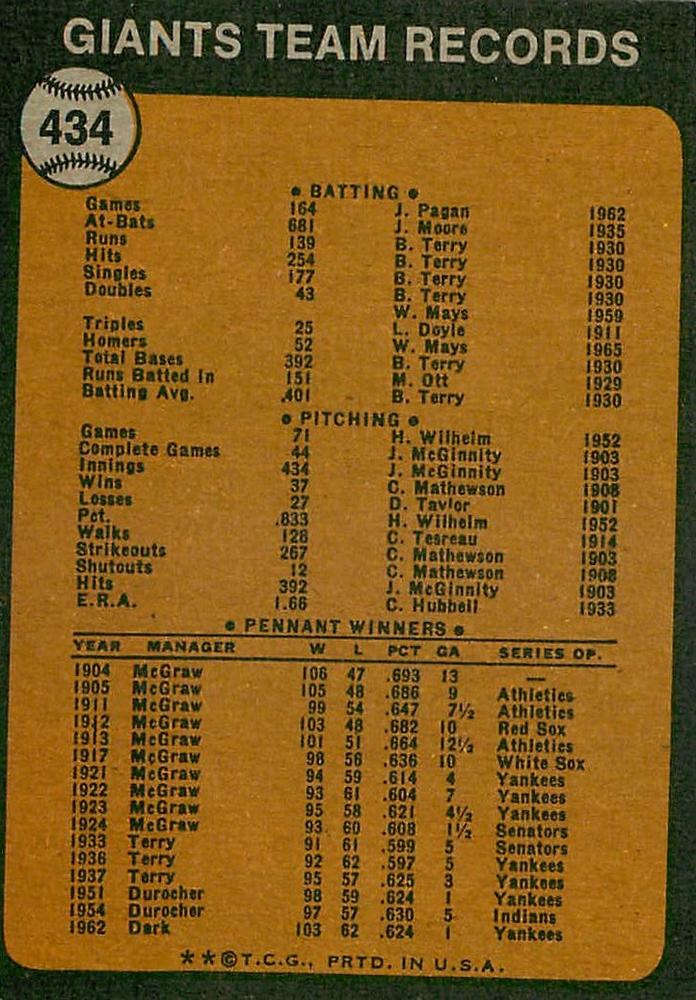 GIANTS TEAM RECORDS
434
• BATTING •
Games 164 J. Pagan 1962
At-Bats 681 J. Moore 1935
Runs 139 B. Terry 1930
Hits 254 B. Terry 1930
Singles 177 B. Terry 1930
Doubles 43 B. Terry 1930
W. Mays 1959
Triples 25 L. Doyle 1911
Homers 52 W. Mays 1965
Total Bases 392 B. Terry 1930
Runs Batted In 151 M. Ott 1929
Batting Avg. .401 B. Terry 1930
• PITCHING •
Games 71 H. Wilhelm 1952
Complete Games 44 J. McGinnity 1903
Innings 434 J. McGinnity 1903
Wins 37 C. Mathewson 1908
Losses 27 D. Taylor 1901
Pct. .833 H. Wilhelm 1952
Walks 128 C. Tesreau 1914
Strikeouts 267 C. Mathewson 1903
Shutouts 12 C. Mathewson 1908
Hits 392 J. McGinnity 1903
E.R.A. 1.66 C. Hubbell 1933
• PENNANT WINNERS •
YEAR MANAGER W L PCT GA SERIES OP.
1904 McGraw 106 47 .693 13 —
1905 McGraw 105 48 .686 9 Athletics
1911 McGraw 99 54 .647 7½ Athletics
1912 McGraw 103 48 .682 10 Red Sox
1913 McGraw 101 51 .664 12½ Athletics
1917 McGraw 98 56 .636 10 White Sox
1921 McGraw 94 59 .614 4 Yankees
1922 McGraw 93 61 .604 7 Yankees
1923 McGraw 95 58 .621 4½ Yankees
1924 McGraw 93 60 .608 1½ Senators
1933 Terry 91 61 .599 5 Senators
1936 Terry 92 62 .597 5 Yankees
1937 Terry 95 57 .625 3 Yankees
1951 Durocher 98 59 .624 1 Yankees
1954 Durocher 97 57 .630 5 Indians
1962 Dark 103 62 .624 1 Yankees
**©T.C.G., PRTD. IN U.S.A.